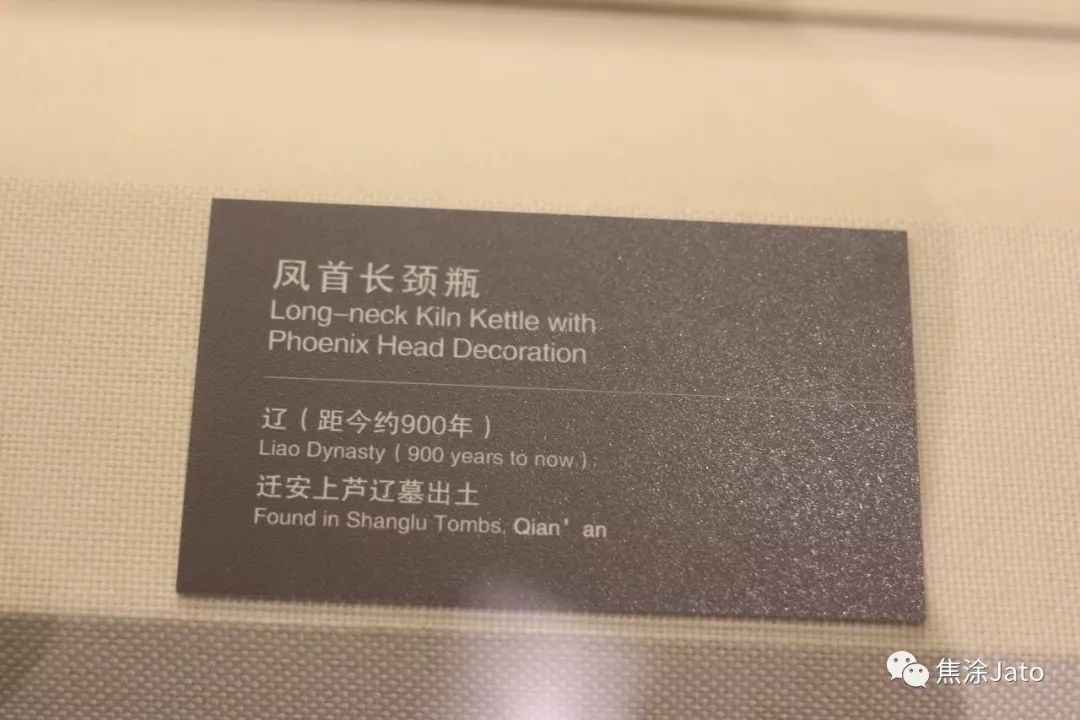 凤首长颈瓶
Long-neck Kiln Kettle with
Phoenix Head Decoration
辽（距今约900年）
Liao Dynasty（900 years to now）
迁安上芦辽墓出土
Found in Shanglu Tombs, Qian’an
焦涂Jato